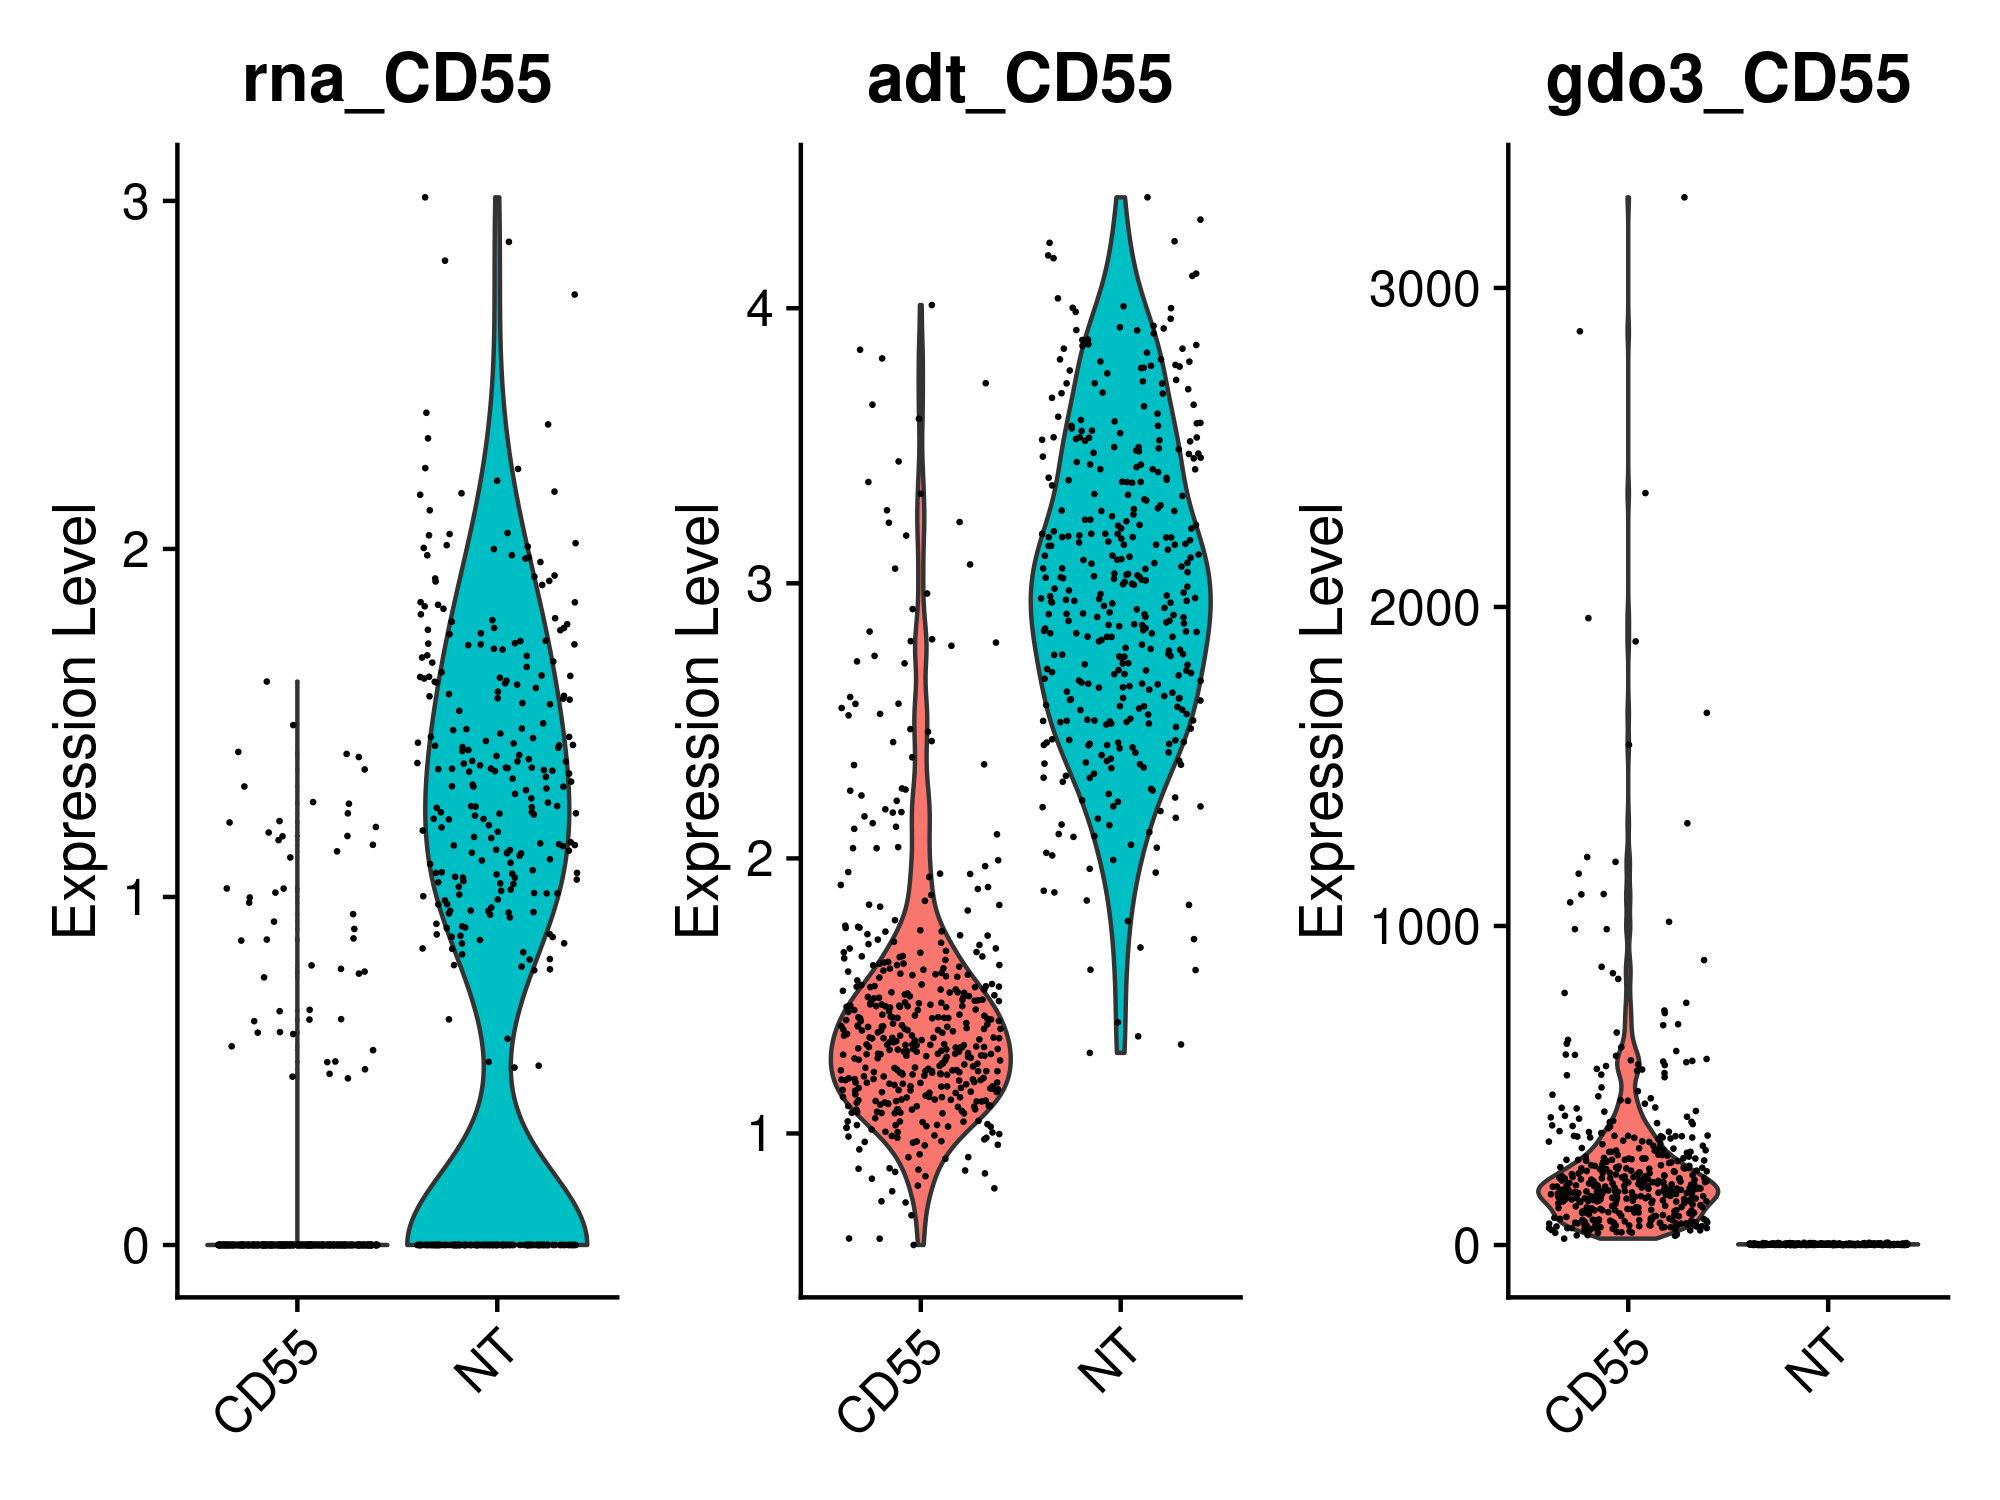 rna_CD55
adt_CD55
gdo3_CD55
Expression Level
3
2
1
0
CD55
NT
Expression Level
4
3
2
1
CD55
NT
Expression Level
3000
2000
1000
0
CD55
NT